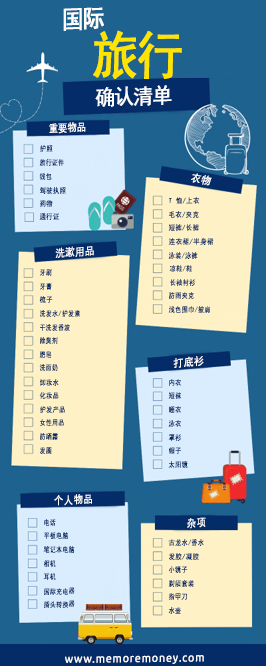 国际
旅行
确认清单
重要物品
护照
旅行证件
钱包
驾驶执照
药物
通行证
衣物
T 恤/上衣
毛衣/夹克
短裤/长裤
连衣裙/半身裙
泳装/泳裤
凉鞋/鞋
长袖衬衫
防雨夹克
浅色围巾/披肩
洗漱用品
牙刷
牙膏
梳子
洗发水/护发素
干洗发香波
除臭剂
肥皂
洗面奶
卸妆水
化妆品
护发产品
女性用品
防晒霜
发圈
打底衫
内衣
短袜
睡衣
泳衣
罩衫
帽子
太阳镜
个人物品
电话
平板电脑
笔记本电脑
相机
耳机
国际充电器
插头转换器
杂项
古龙水/香水
发胶/凝胶
小镜子
剃须套装
指甲刀
水壶
www.memoremoney.com